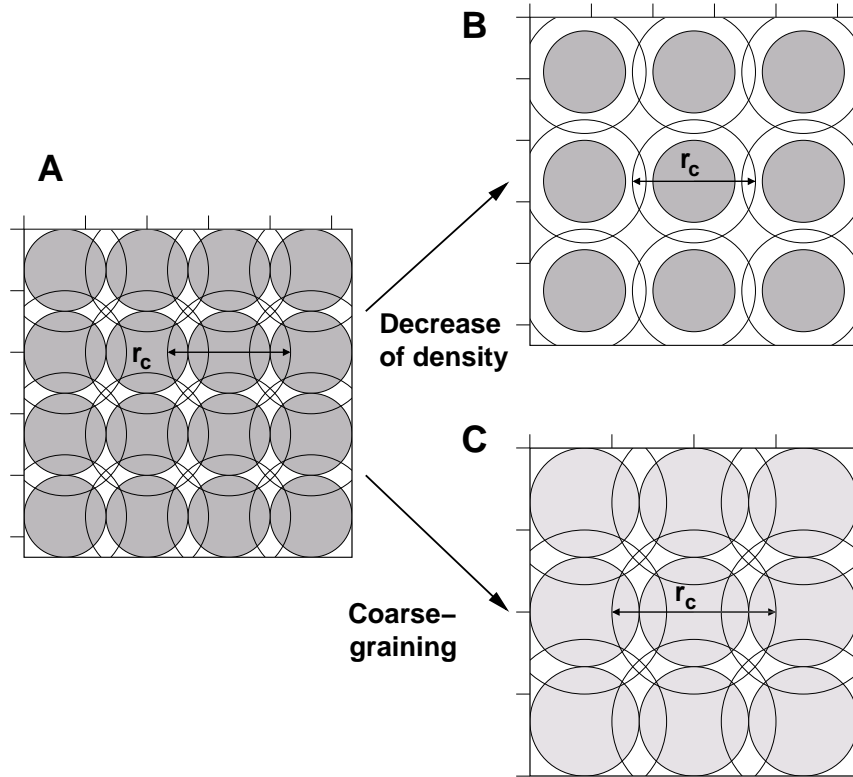 A
r_c
Decrease
of density
B
r_c
Coarse–
graining
C
r_c